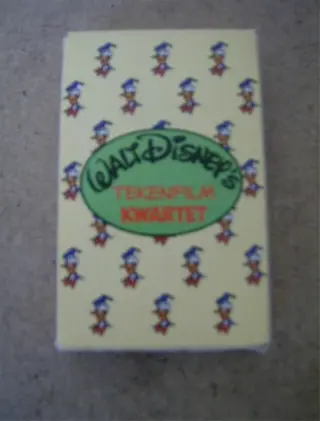 WALT DISNEY'S
TEKENFILM
KWARTET